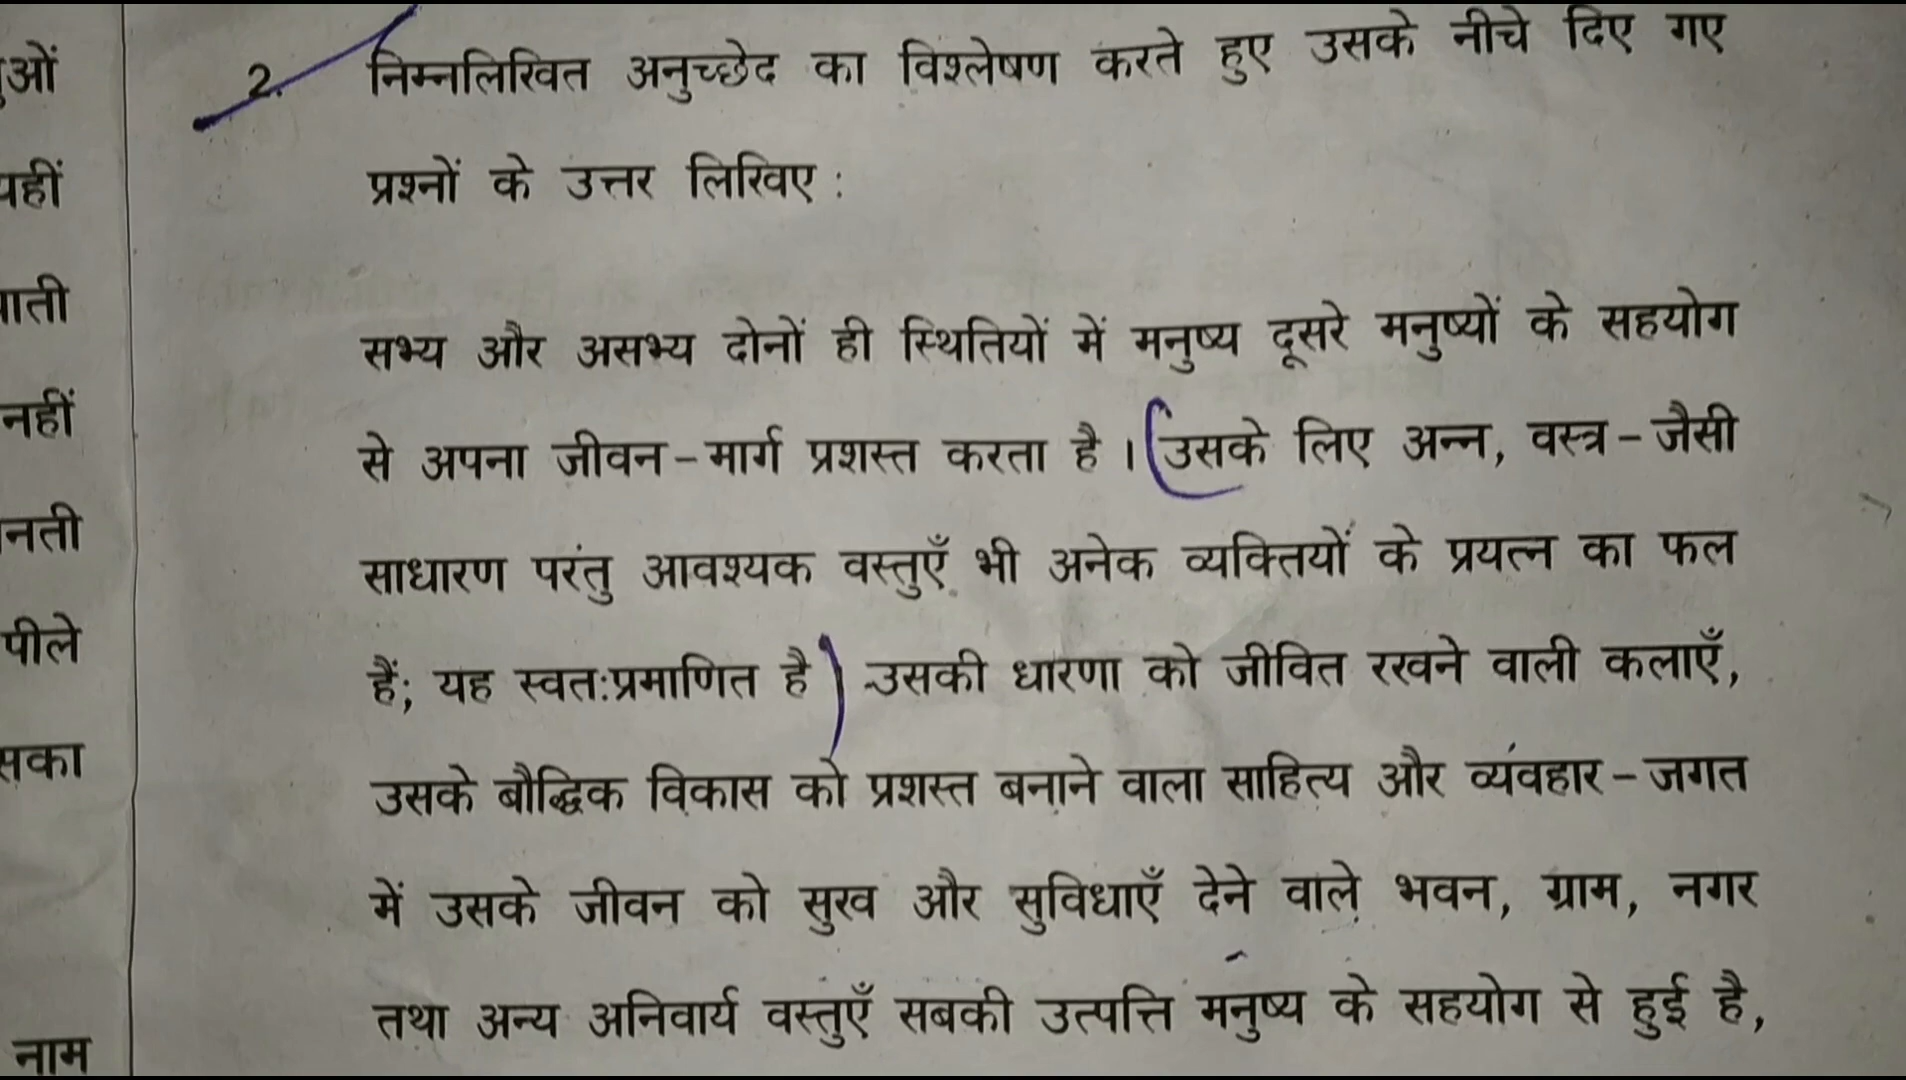 2. निम्नलिखित अनुच्छेद का विश्लेषण करते हुए उसके नीचे दिए गए
प्रश्नों के उत्तर लिखिए :
सभ्य और असभ्य दोनों ही स्थितियों में मनुष्य दूसरे मनुष्यों के सहयोग
से अपना जीवन-मार्ग प्रशस्त करता है । उसके लिए अन्न, वस्त्र-जैसी
साधारण परंतु आवश्यक वस्तुएँ भी अनेक व्यक्तियों के प्रयत्न का फल
हैं; यह स्वतःप्रमाणित है उसकी धारणा को जीवित रखने वाली कलाएँ,
उसके बौद्धिक विकास को प्रशस्त बनाने वाला साहित्य और व्यवहार-जगत
में उसके जीवन को सुख और सुविधाएँ देने वाले भवन, ग्राम, नगर
तथा अन्य अनिवार्य वस्तुएँ सबकी उत्पत्ति मनुष्य के सहयोग से हुई है,
नहीं
पीले
नाम